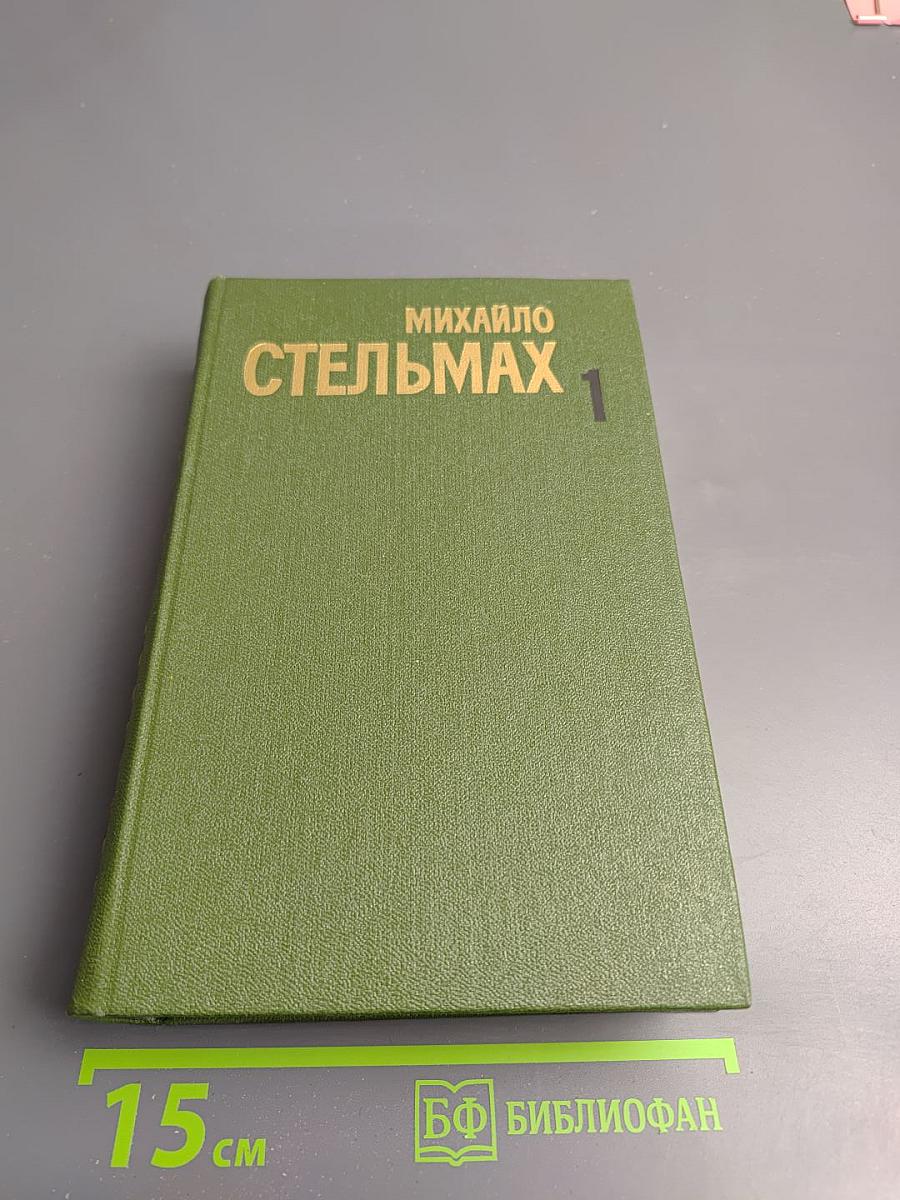 МИХАЙЛО
СТЕЛЬМАХ
1
15 см
БФ БИБЛИОФАН